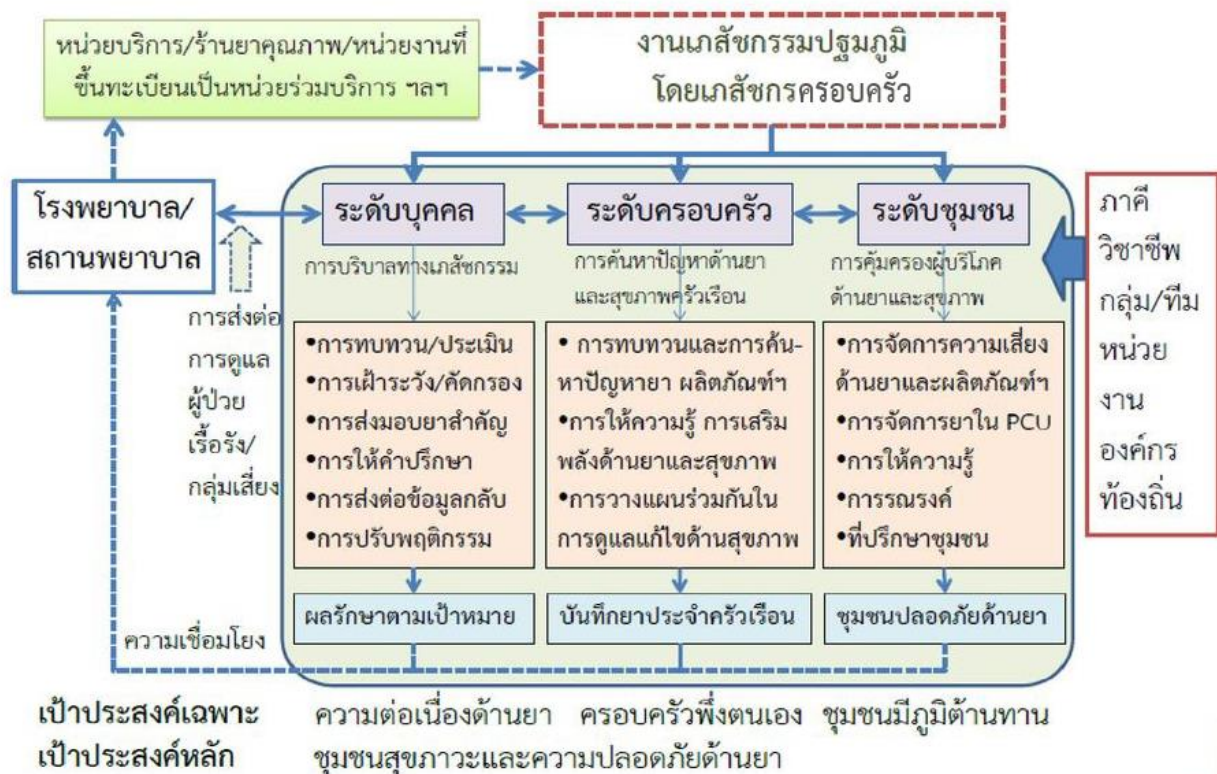 หน่วยบริการ/ร้านยาคุณภาพ/หน่วยงานที่
ขึ้นทะเบียนเป็นหน่วยร่วมบริการ ฯลฯ
งานเภสัชกรรมปฐมภูมิ
โดยเภสัชกรครอบครัว
โรงพยาบาล/
สถานพยาบาล
การส่งต่อ
การดูแล
ผู้ป่วย
เรื้อรัง/
กลุ่มเสี่ยง
ระดับบุคคล
การบริบาลทางเภสัชกรรม
•การทบทวน/ประเมิน
•การเฝ้าระวัง/คัดกรอง
•การส่งมอบยาสำคัญ
•การให้คำปรึกษา
•การส่งต่อข้อมูลกลับ
•การปรับพฤติกรรม
ผลรักษาตามเป้าหมาย
ระดับครอบครัว
การค้นหาปัญหาด้านยา
และสุขภาพครัวเรือน
• การทบทวนและการค้น-
หาปัญหายา ผลิตภัณฑ์ฯ
•การให้ความรู้ การเสริม
พลังด้านยาและสุขภาพ
•การวางแผนร่วมกันใน
การดูแลแก้ไขด้านสุขภาพ
บันทึกยาประจำครัวเรือน
ระดับชุมชน
การคุ้มครองผู้บริโภค
ด้านยาและสุขภาพ
•การจัดการความเสี่ยง
ด้านยาและผลิตภัณฑ์ฯ
•การจัดการยาใน PCU
•การให้ความรู้
•การรณรงค์
•ที่ปรึกษาชุมชน
ชุมชนปลอดภัยด้านยา
ภาคี
วิชาชีพ
กลุ่ม/ทีม
หน่วย
งาน
องค์กร
ท้องถิ่น
ความเชื่อมโยง
เป้าประสงค์เฉพาะ ความต่อเนื่องด้านยา ครอบครัวพึ่งตนเอง ชุมชนมีภูมิต้านทาน
เป้าประสงค์หลัก ชุมชนสุขภาวะและความปลอดภัยด้านยา